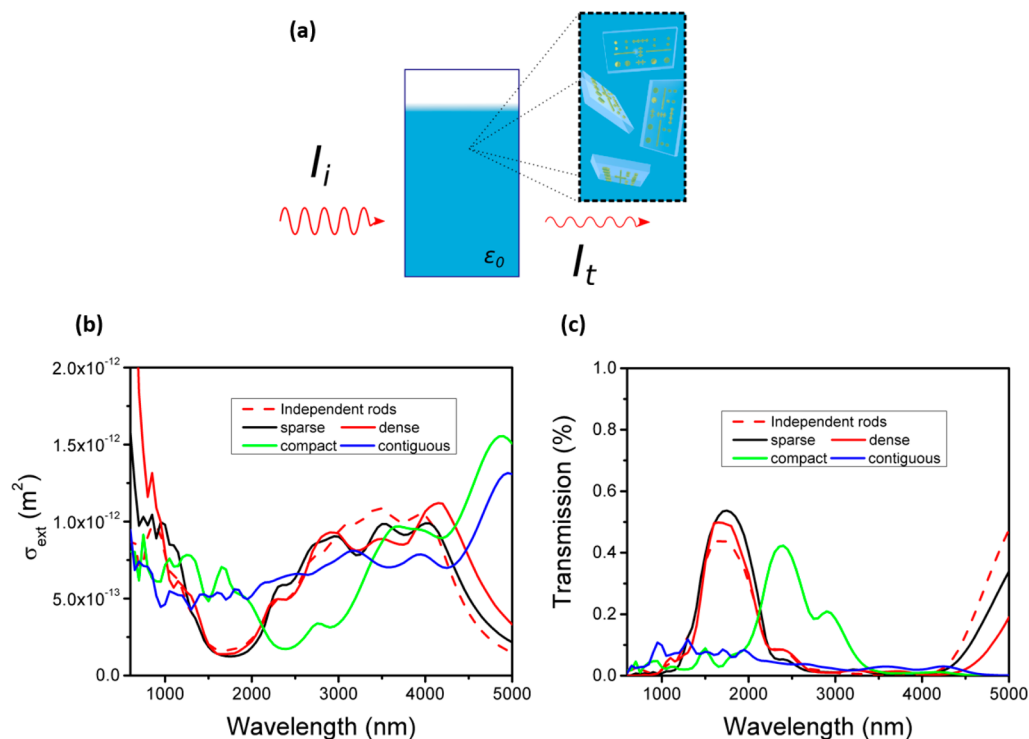 (a)
I_i
ε_0
I_t
(b)
(c)
2.0x10^-12
1.5x10^-12
1.0x10^-12
5.0x10^-13
0.0
σ_ext (m^2)
Independent rods
sparse dense
compact contiguous
1000 2000 3000 4000 5000
Wavelength (nm)
1.0
0.8
0.6
0.4
0.2
0.0
Transmission (%)
Independent rods
sparse dense
compact contiguous
1000 2000 3000 4000 5000
Wavelength (nm)